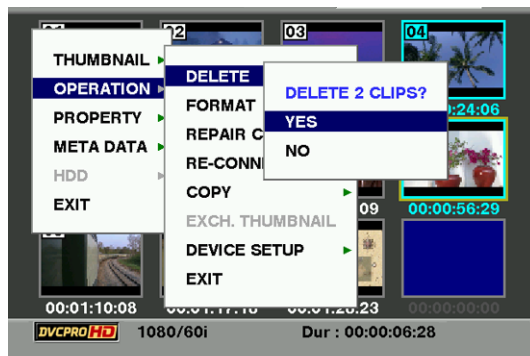 02 03 04
THUMBNAIL
OPERATION
PROPERTY
META DATA
HDD
EXIT
DELETE
FORMAT
REPAIR C
RE-CONN
COPY
EXCH. THUMBNAIL
DEVICE SETUP
EXIT
DELETE 2 CLIPS?
YES
NO
:24:06
09 00:00:56:29
00:01:10:08 00:00:00:00
DVCPRO HD 1080/60i Dur : 00:00:06:28